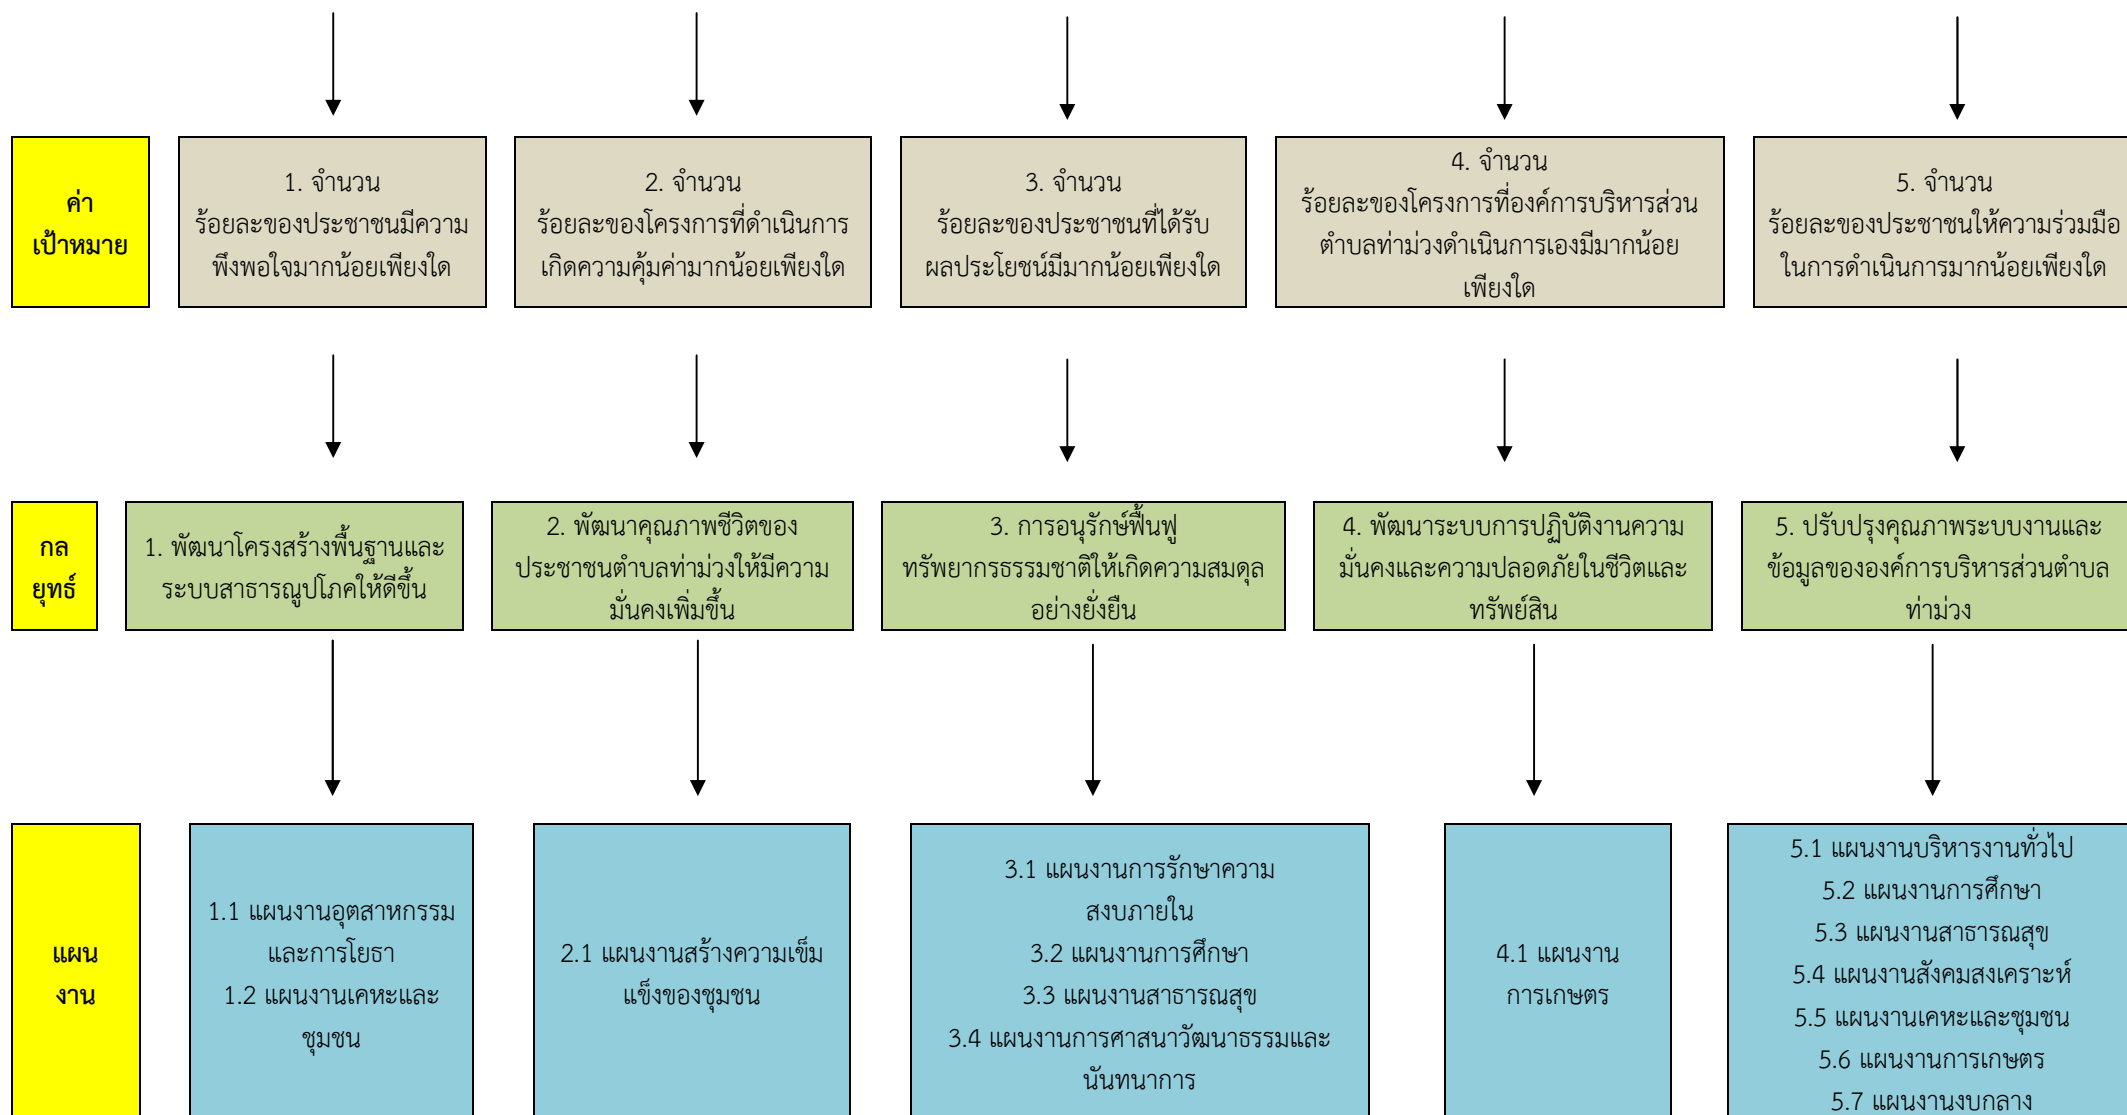 ค่า
เป้าหมาย
1. จำนวน
ร้อยละของประชาชนมีความ
พึงพอใจมากน้อยเพียงใด
2. จำนวน
ร้อยละของโครงการที่ดำเนินการ
เกิดความคุ้มค่ามากน้อยเพียงใด
3. จำนวน
ร้อยละของประชาชนที่ได้รับ
ผลประโยชน์มีมากน้อยเพียงใด
4. จำนวน
ร้อยละของโครงการที่องค์การบริหารส่วน
ตำบลท่าม่วงดำเนินการเองมีมากน้อย
เพียงใด
5. จำนวน
ร้อยละของประชาชนให้ความร่วมมือ
ในการดำเนินการมากน้อยเพียงใด
กล
ยุทธ์
1. พัฒนาโครงสร้างพื้นฐานและ
ระบบสาธารณูปโภคให้ดีขึ้น
2. พัฒนาคุณภาพชีวิตของ
ประชาชนตำบลท่าม่วงให้มีความ
มั่นคงเพิ่มขึ้น
3. การอนุรักษ์ฟื้นฟู
ทรัพยากรธรรมชาติให้เกิดความสมดุล
อย่างยั่งยืน
4. พัฒนาระบบการปฏิบัติงานความ
มั่นคงและความปลอดภัยในชีวิตและ
ทรัพย์สิน
5. ปรับปรุงคุณภาพระบบงานและ
ข้อมูลขององค์การบริหารส่วนตำบล
ท่าม่วง
แผน
งาน
1.1 แผนงานอุตสาหกรรม
และการโยธา
1.2 แผนงานเคหะและ
ชุมชน
2.1 แผนงานสร้างความเข็ม
แข็งของชุมชน
3.1 แผนงานการรักษาความ
สงบภายใน
3.2 แผนงานการศึกษา
3.3 แผนงานสาธารณสุข
3.4 แผนงานการศาสนาวัฒนาธรรมและ
นันทนาการ
4.1 แผนงาน
การเกษตร
5.1 แผนงานบริหารงานทั่วไป
5.2 แผนงานการศึกษา
5.3 แผนงานสาธารณสุข
5.4 แผนงานสังคมสงเคราะห์
5.5 แผนงานเคหะและชุมชน
5.6 แผนงานการเกษตร
5.7 แผนงานงบกลาง